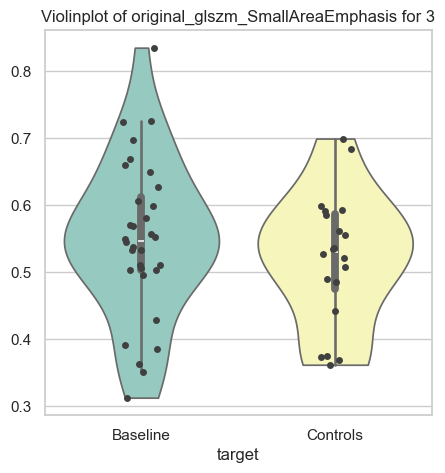 Violinplot of original_glszm_SmallAreaEmphasis for 3
0.8
0.7
0.6
0.5
0.4
0.3
Baseline Controls
target